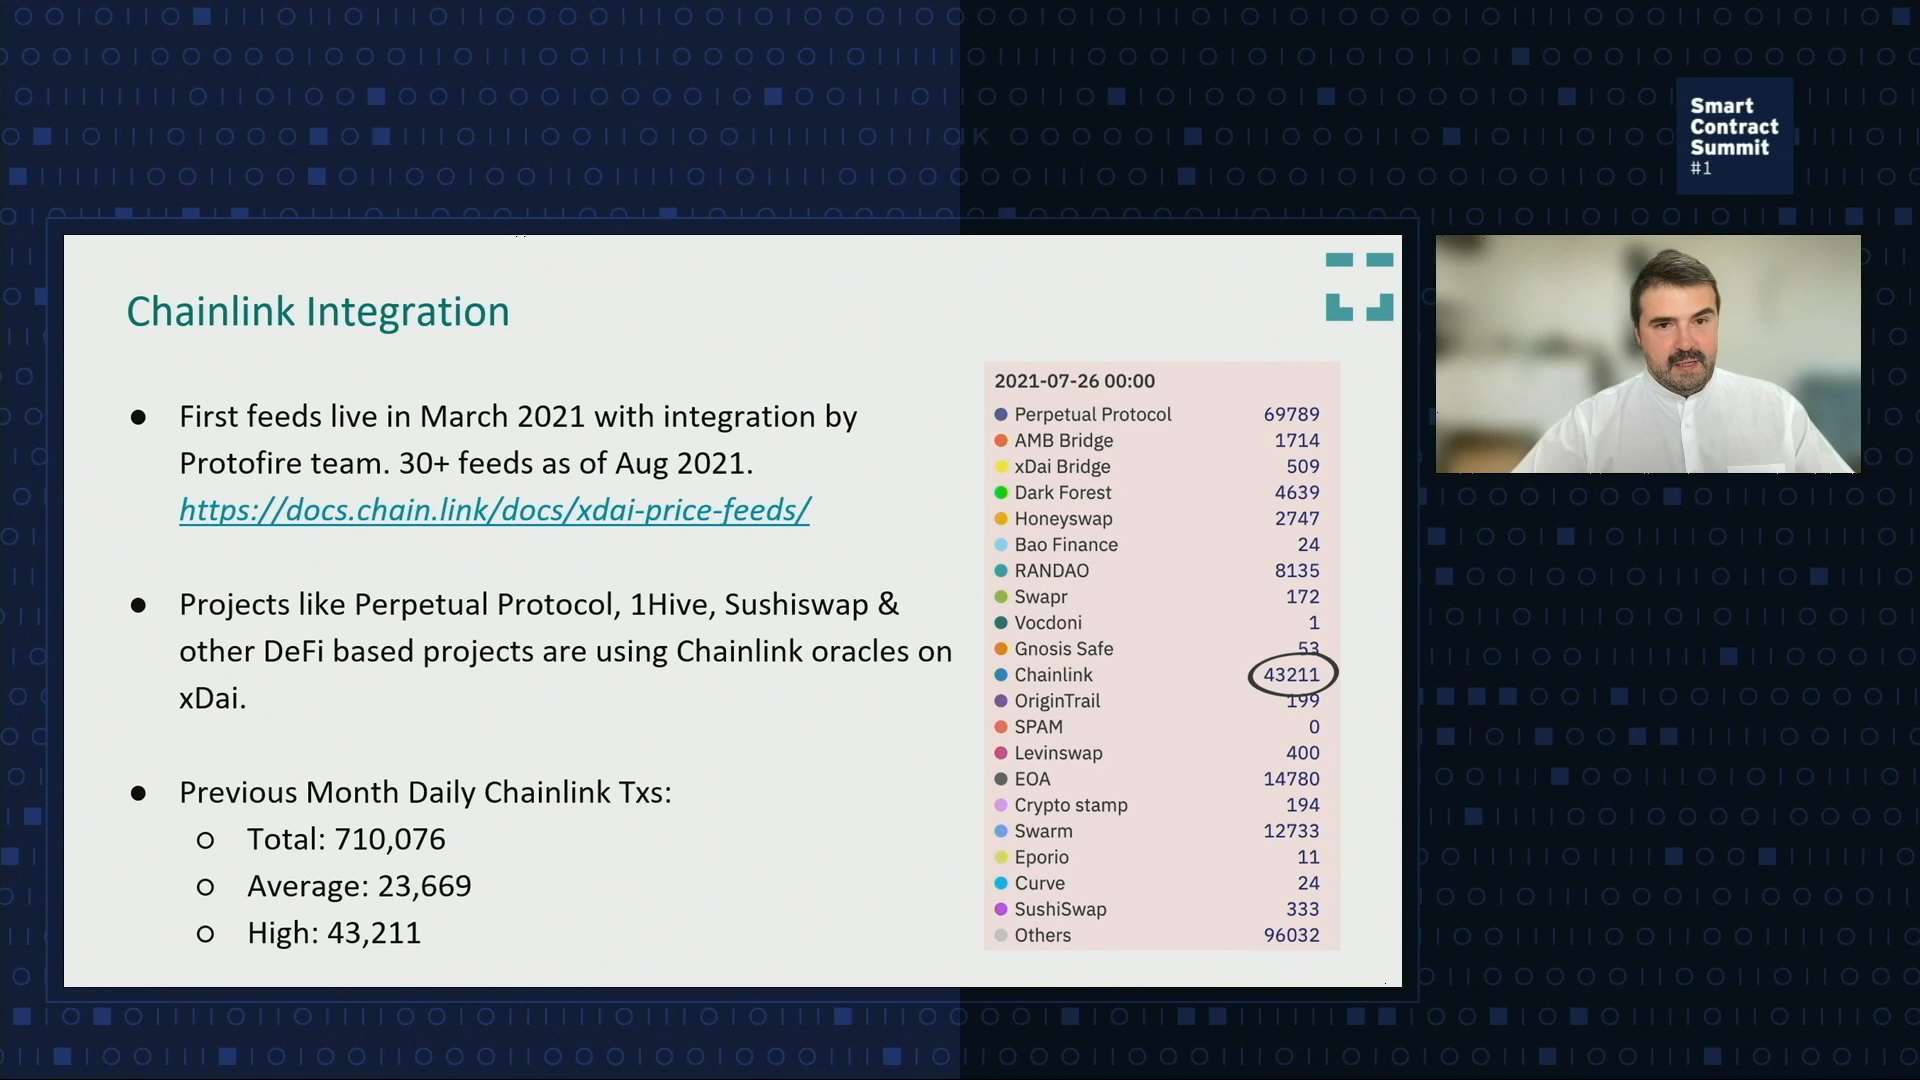 Smart
Contract
Summit
#1
Chainlink Integration
● First feeds live in March 2021 with integration by
Protofire team. 30+ feeds as of Aug 2021.
https://docs.chain.link/docs/xdai-price-feeds/
● Projects like Perpetual Protocol, 1Hive, Sushiswap &
other DeFi based projects are using Chainlink oracles on
xDai.
● Previous Month Daily Chainlink Txs:
○ Total: 710,076
○ Average: 23,669
○ High: 43,211
2021-07-26 00:00
Perpetual Protocol 69789
AMB Bridge 1714
xDai Bridge 509
Dark Forest 4639
Honeyswap 2747
Bao Finance 24
RANDAO 8135
Swapr 172
Vocdoni 1
Gnosis Safe 53
Chainlink 43211
OriginTrail 199
SPAM 0
Levinswap 400
EOA 14780
Crypto stamp 194
Swarm 12733
Eporio 11
Curve 24
SushiSwap 333
Others 96032